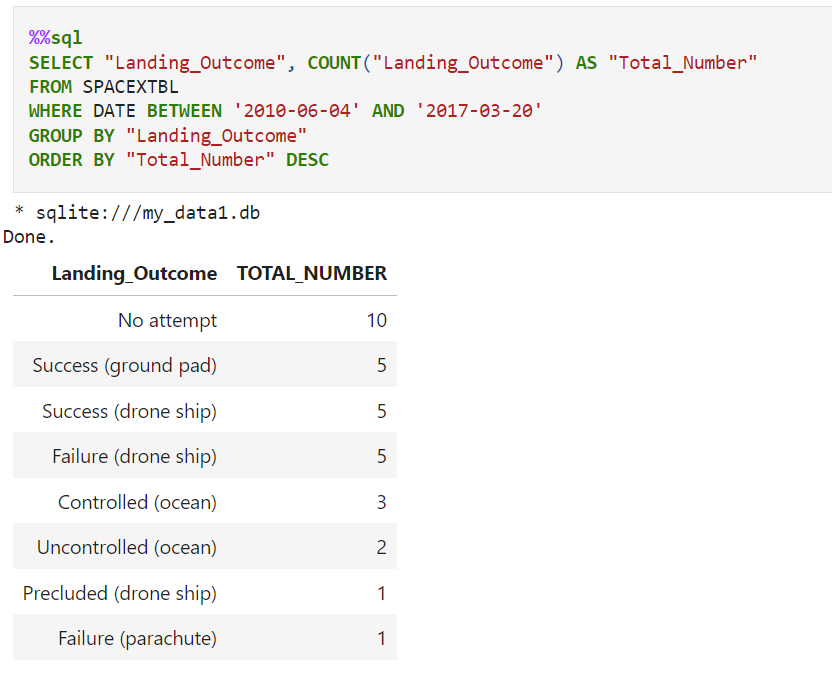 %%sql
SELECT "Landing_Outcome", COUNT("Landing_Outcome") AS "Total_Number"
FROM SPACEXTBL
WHERE DATE BETWEEN '2010-06-04' AND '2017-03-20'
GROUP BY "Landing_Outcome"
ORDER BY "Total_Number" DESC
* sqlite:///my_data1.db
Done.
Landing_Outcome TOTAL_NUMBER
No attempt 10
Success (ground pad) 5
Success (drone ship) 5
Failure (drone ship) 5
Controlled (ocean) 3
Uncontrolled (ocean) 2
Precluded (drone ship) 1
Failure (parachute) 1